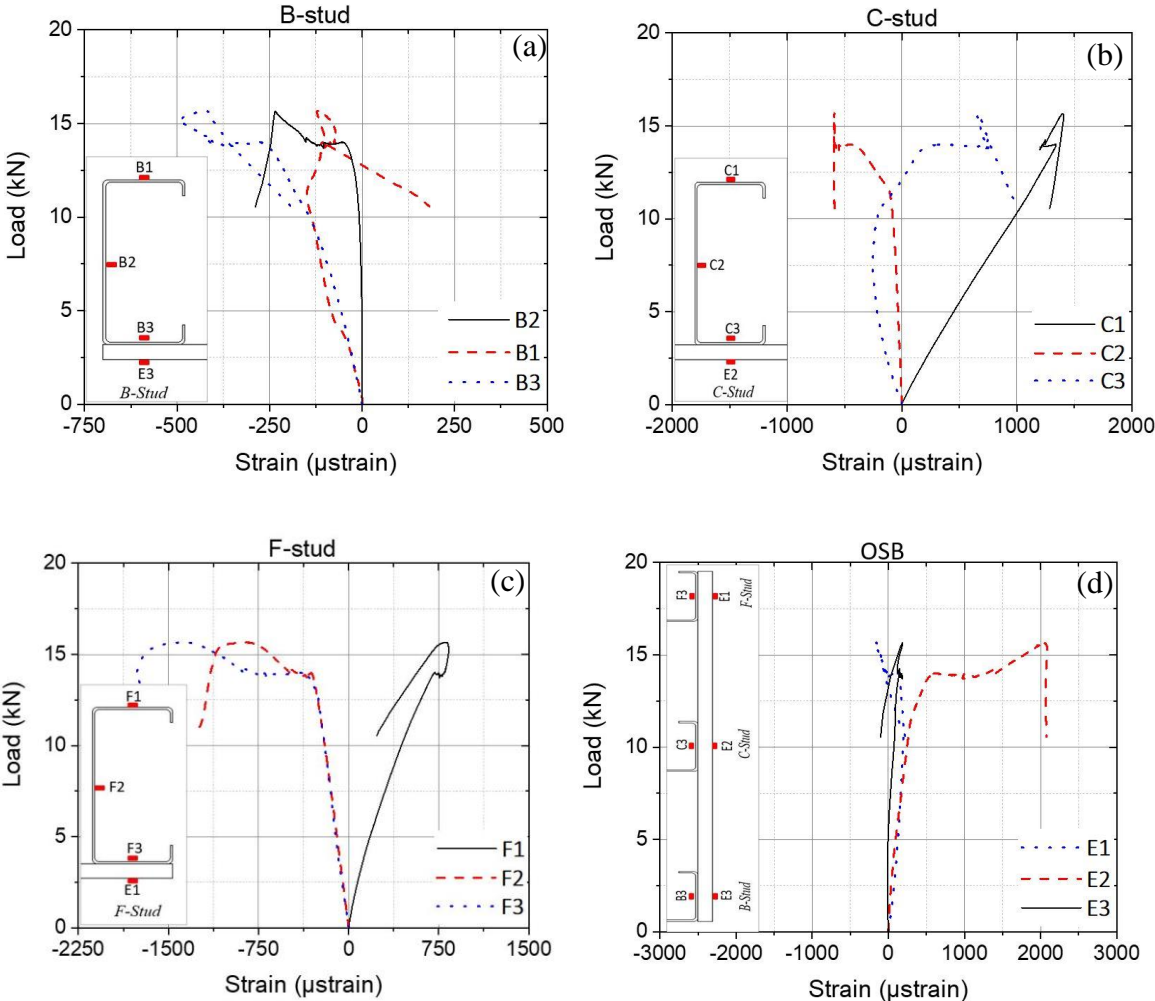 B-stud
(a)
20
15
10
5
0
Load (kN)
B1
B2
B3
E3
B-Stud
B2
B1
B3
-750 -500 -250 0 250 500
Strain (µstrain)
C-stud
(b)
20
15
10
5
0
Load (kN)
C1
C2
C3
E2
C-Stud
C1
C2
C3
-2000 -1000 0 1000 2000
Strain (µstrain)
F-stud
(c)
20
15
10
5
0
Load (kN)
F1
F2
F3
E1
F-Stud
F1
F2
F3
-2250 -1500 -750 0 750 1500
Strain (µstrain)
OSB
(d)
20
15
10
5
0
Load (kN)
F3 E1 F-Stud
C3 E2 C-Stud
B3 E3 B-Stud
E1
E2
E3
-3000 -2000 -1000 0 1000 2000 3000
Strain (µstrain)